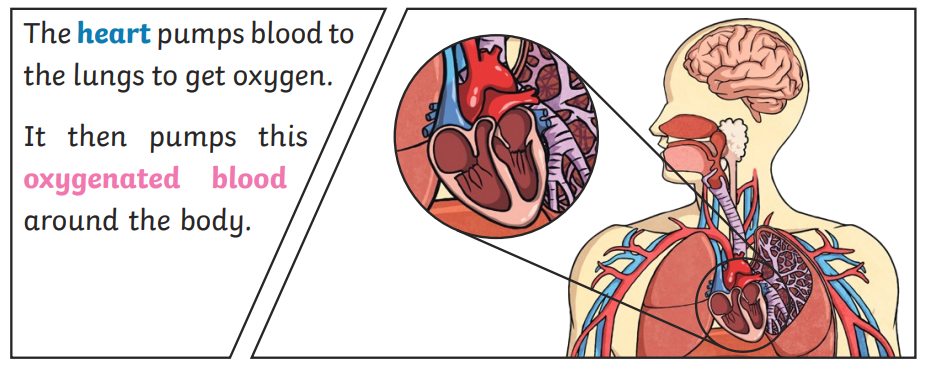 The heart pumps blood to
the lungs to get oxygen.
It then pumps this
oxygenated blood
around the body.